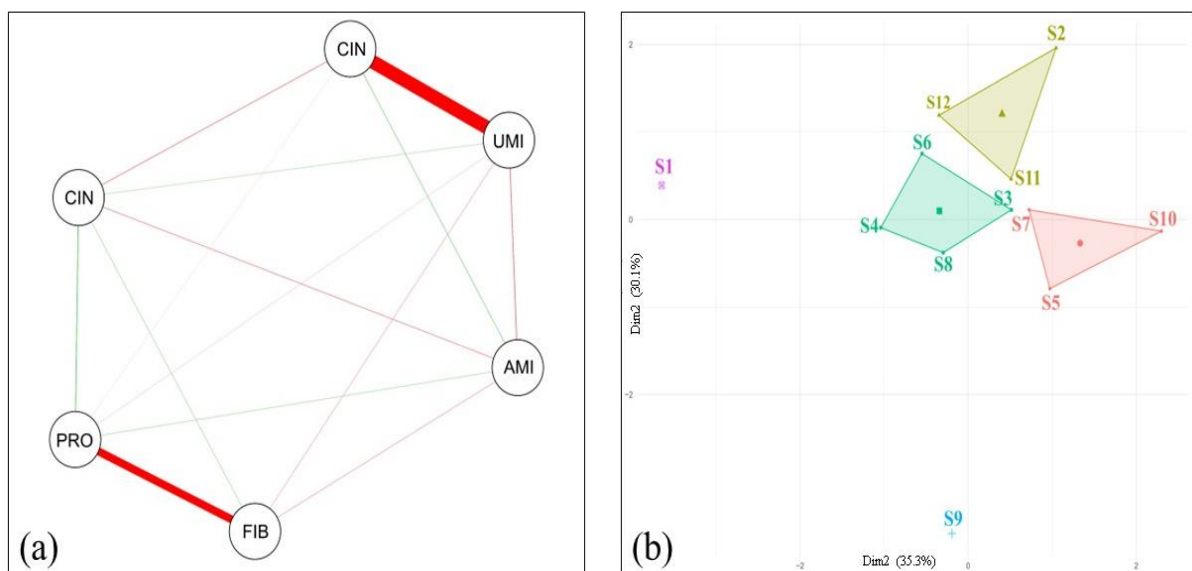 CIN
UMI
CIN
AMI
PRO
FIB
(a)
S2
S12
S6
S11
S1
S3
S4
S7
S10
S8
S5
S9
2
0
-2
Dim2 (30.1%)
-2
0
2
Dim2 (35.3%)
(b)